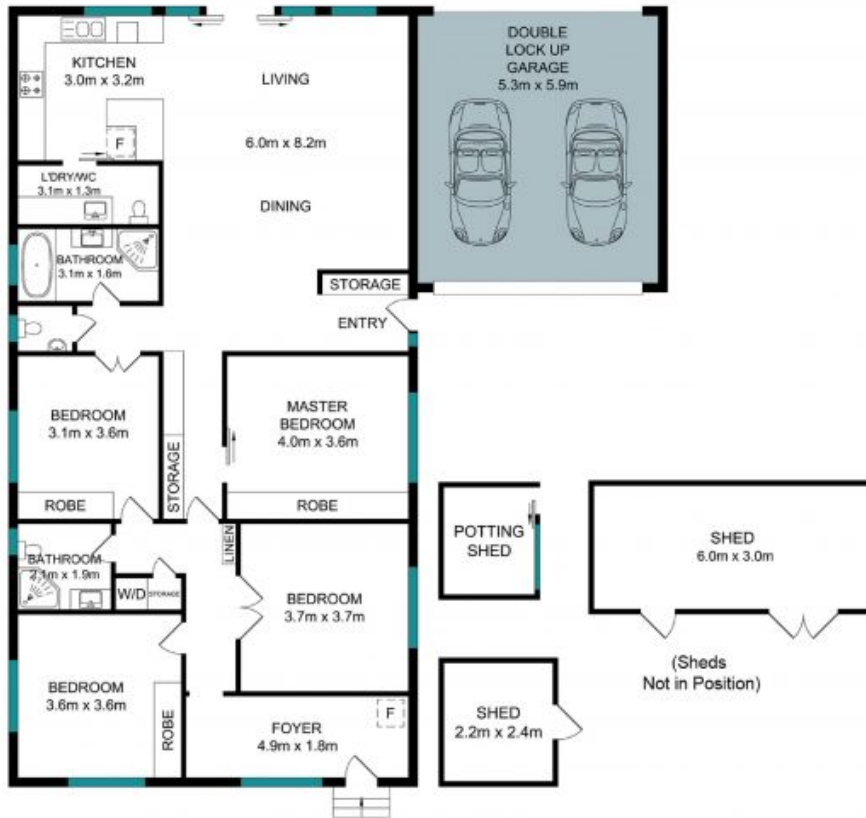 KITCHEN
3.0m x 3.2m
F
LIVING
6.0m x 8.2m
DINING
DOUBLE
LOCK UP
GARAGE
5.3m x 5.9m
L'DRY/WC
3.1m x 1.3m
BATHROOM
3.1m x 1.6m
STORAGE
ENTRY
BEDROOM
3.1m x 3.6m
ROBE
STORAGE
MASTER
BEDROOM
4.0m x 3.6m
ROBE
BATHROOM
2.1m x 1.9m
W/D
STORAGE
LINEN
BEDROOM
3.7m x 3.7m
BEDROOM
3.6m x 3.6m
ROBE
FOYER
4.9m x 1.8m
F
POTTING
SHED
SHED
6.0m x 3.0m
(Sheds
Not in Position)
SHED
2.2m x 2.4m